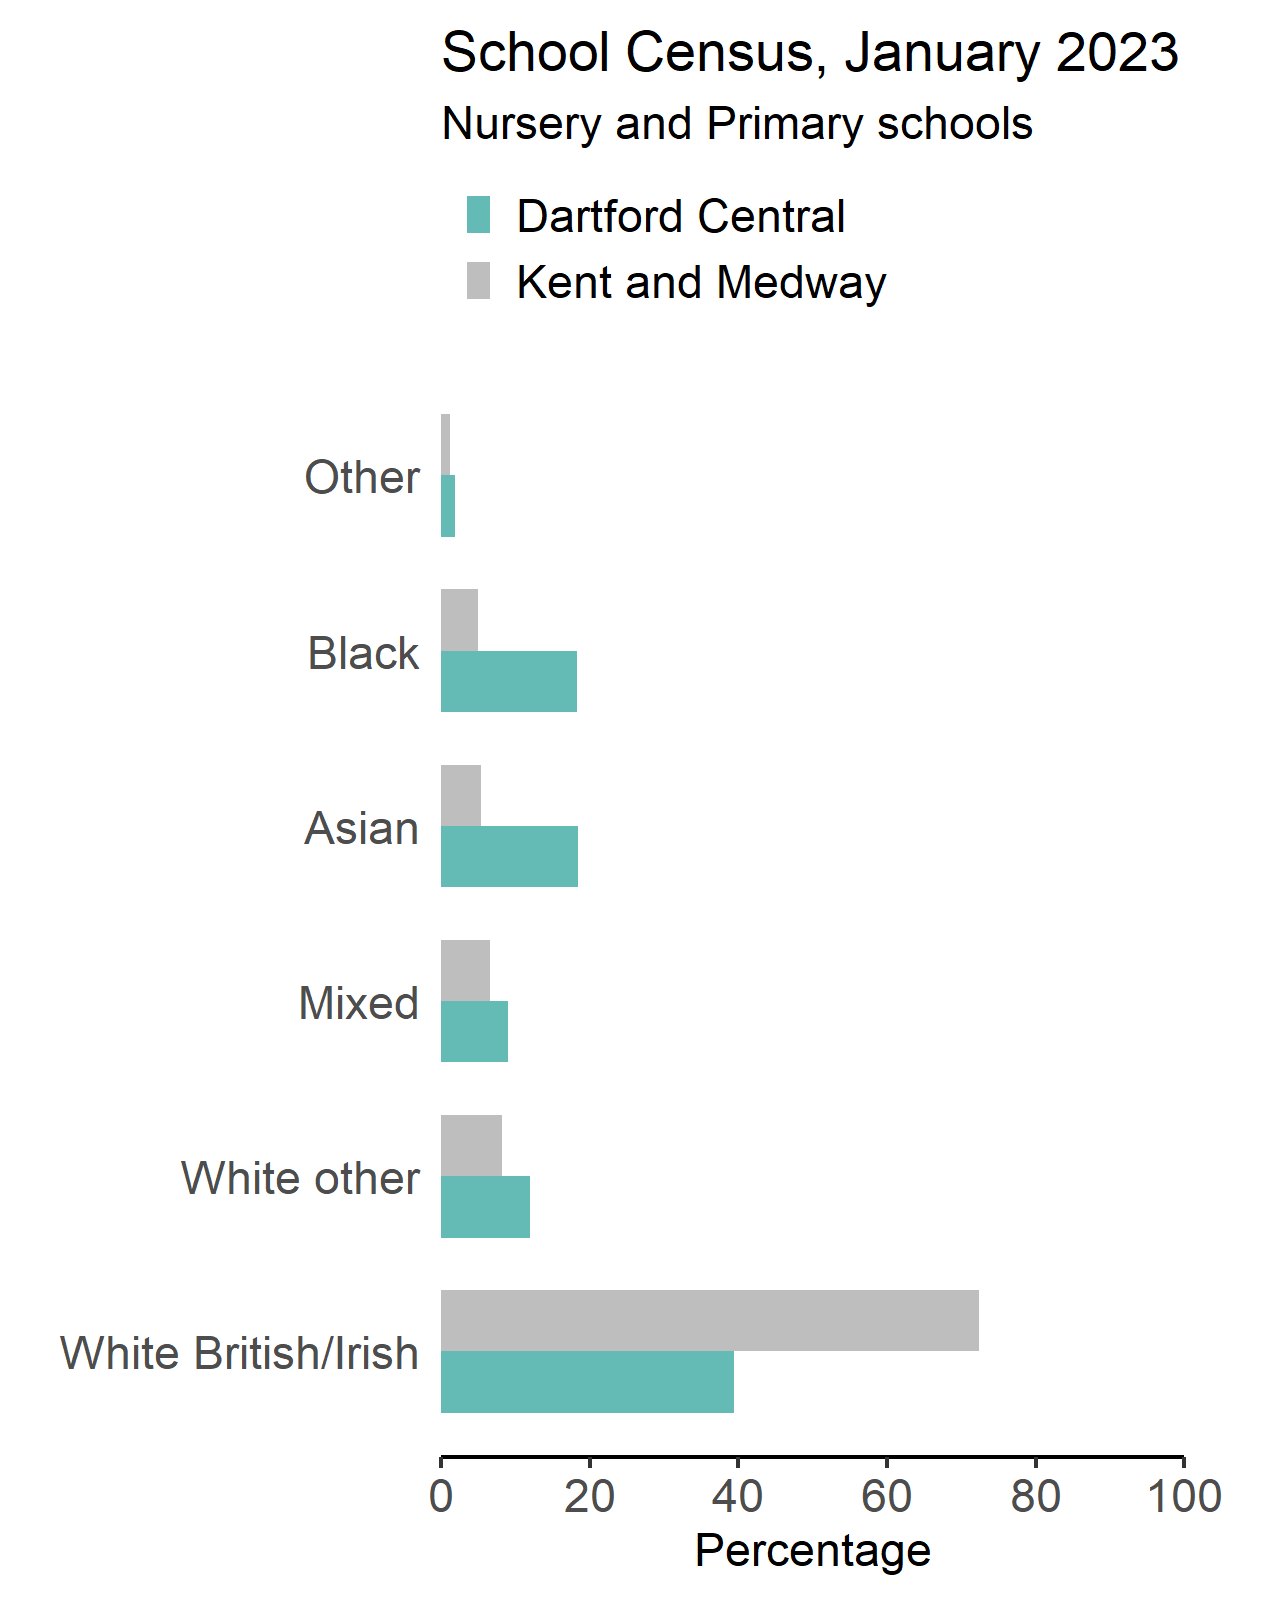 School Census, January 2023
Nursery and Primary schools
Dartford Central
Kent and Medway
Other
Black
Asian
Mixed
White other
White British/Irish
0 20 40 60 80 100
Percentage